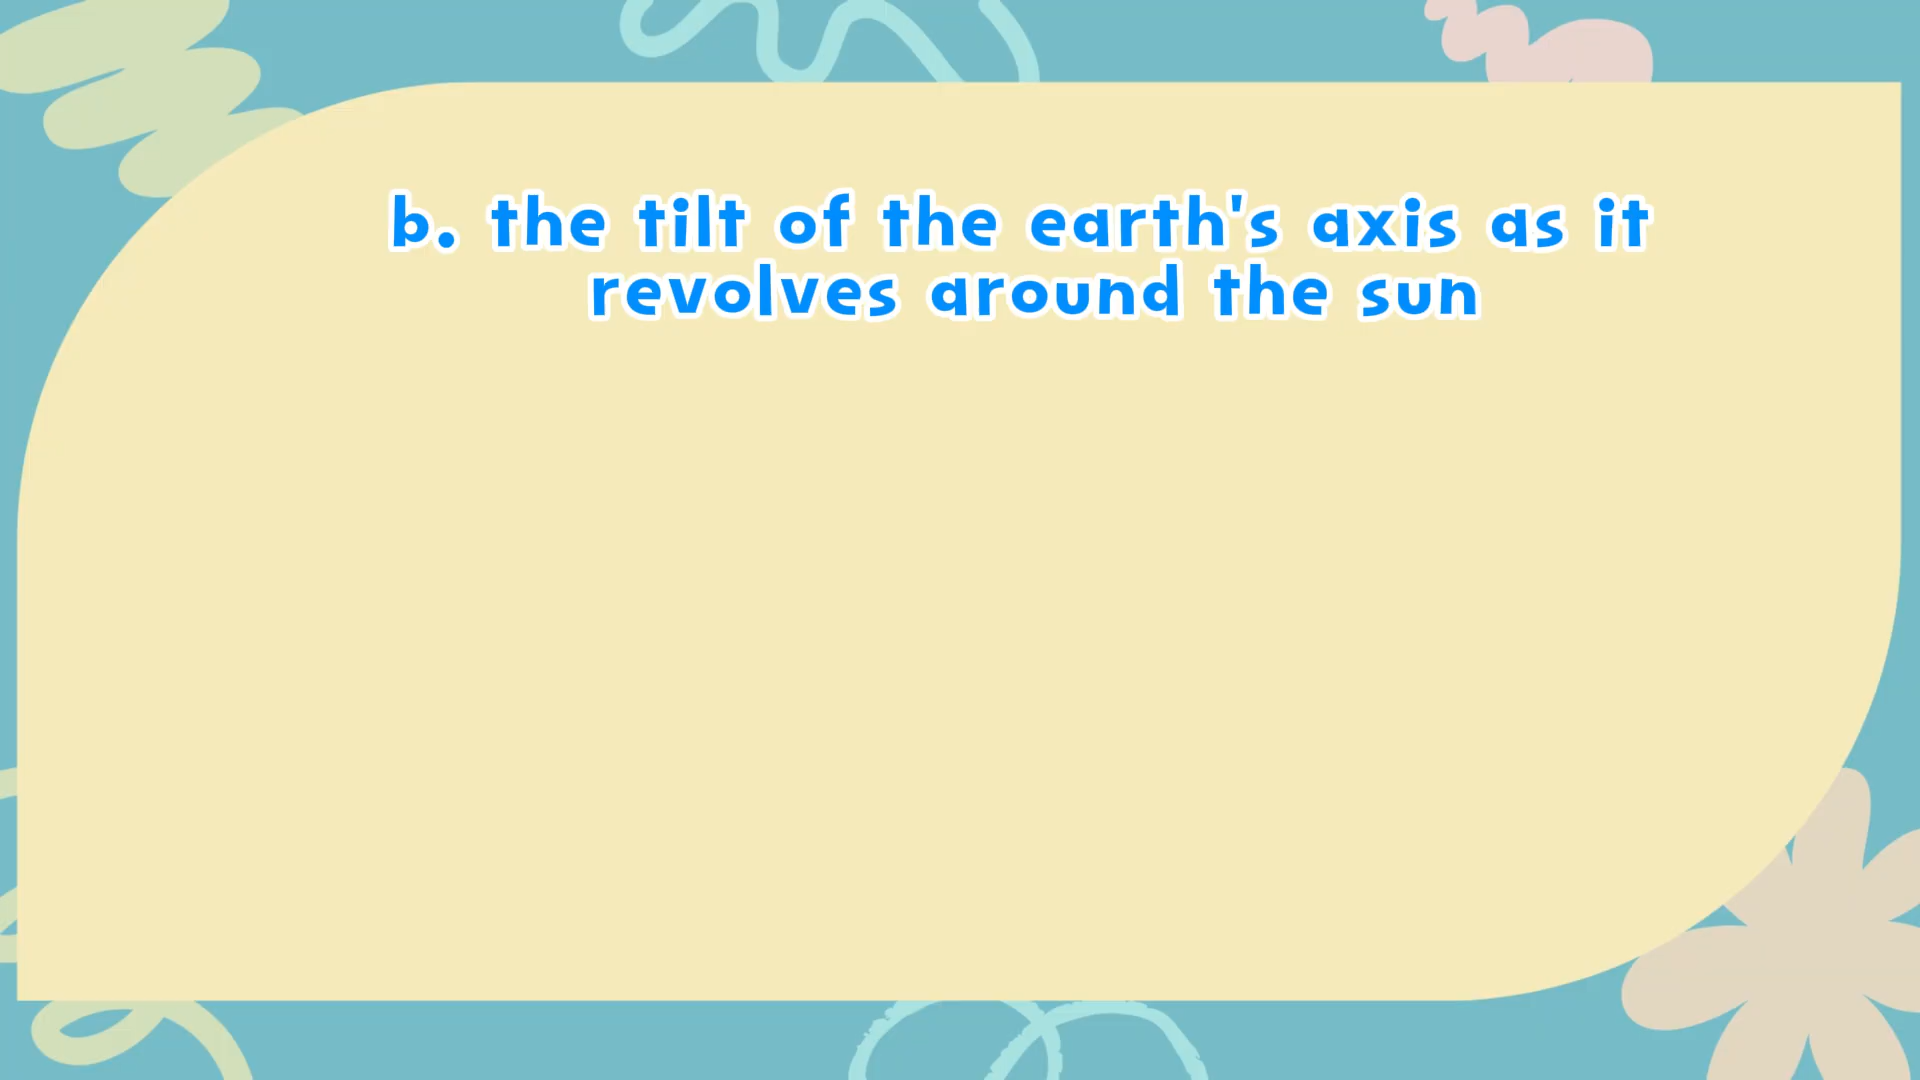 b. the tilt of the earth's axis as it
revolves around the sun